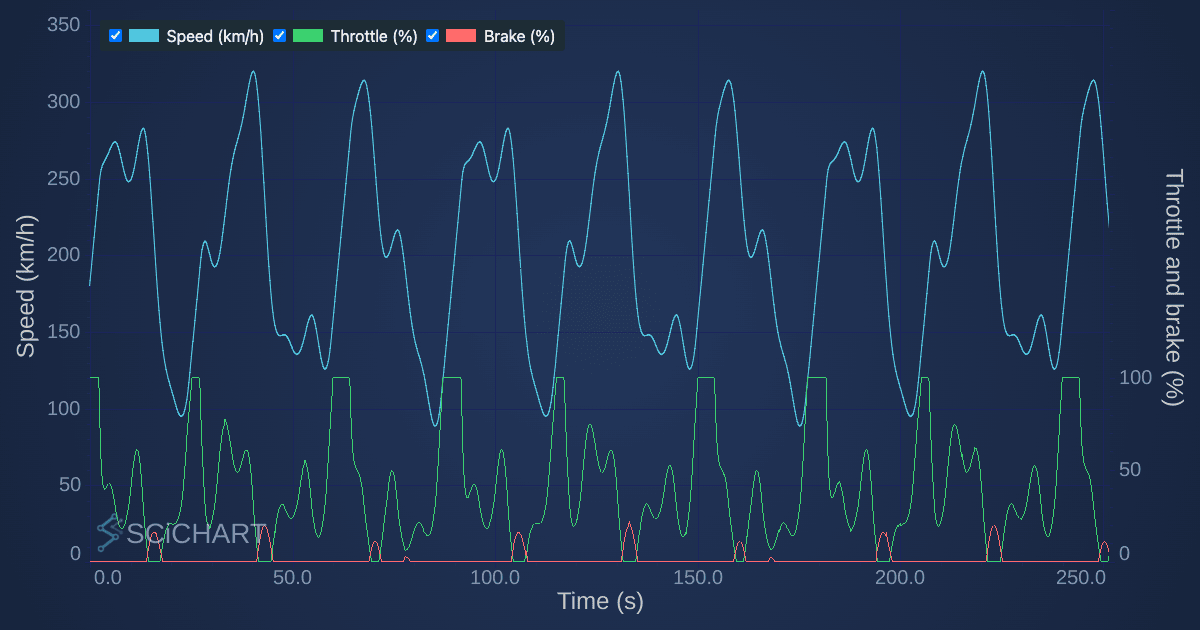 350
Speed (km/h) Throttle (%) Brake (%)
300
250
200
150
100
50
0
Speed (km/h)
100
50
0
Throttle and brake (%)
SCICHART
0.0 50.0 100.0 150.0 200.0 250.0
Time (s)